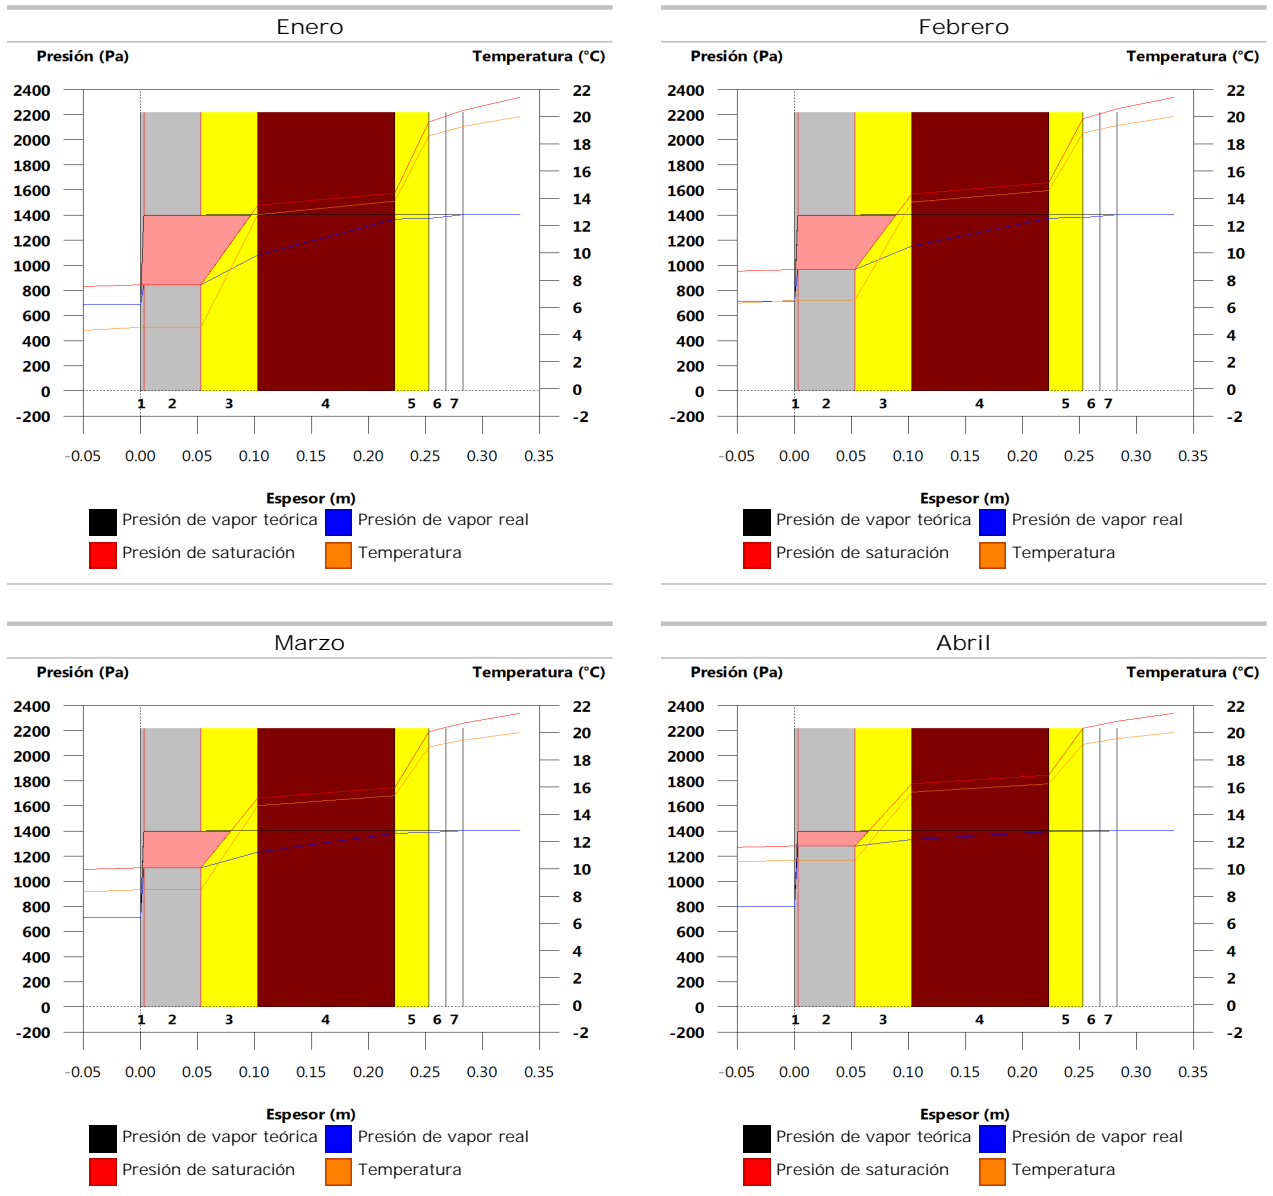 Enero
Presión (Pa) Temperatura (°C)
2400 22
2200 20
2000 18
1800 16
1600 14
1400 12
1200 10
1000 8
800 6
600 4
400 2
200 0
0 -2
-200
1 2 3 4 5 6 7
-0.05 0.00 0.05 0.10 0.15 0.20 0.25 0.30 0.35
Espesor (m)
Presión de vapor teórica Presión de vapor real
Presión de saturación Temperatura
Febrero
Presión (Pa) Temperatura (°C)
2400 22
2200 20
2000 18
1800 16
1600 14
1400 12
1200 10
1000 8
800 6
600 4
400 2
200 0
0 -2
-200
1 2 3 4 5 6 7
-0.05 0.00 0.05 0.10 0.15 0.20 0.25 0.30 0.35
Espesor (m)
Presión de vapor teórica Presión de vapor real
Presión de saturación Temperatura
Marzo
Presión (Pa) Temperatura (°C)
2400 22
2200 20
2000 18
1800 16
1600 14
1400 12
1200 10
1000 8
800 6
600 4
400 2
200 0
0 -2
-200
1 2 3 4 5 6 7
-0.05 0.00 0.05 0.10 0.15 0.20 0.25 0.30 0.35
Espesor (m)
Presión de vapor teórica Presión de vapor real
Presión de saturación Temperatura
Abril
Presión (Pa) Temperatura (°C)
2400 22
2200 20
2000 18
1800 16
1600 14
1400 12
1200 10
1000 8
800 6
600 4
400 2
200 0
0 -2
-200
1 2 3 4 5 6 7
-0.05 0.00 0.05 0.10 0.15 0.20 0.25 0.30 0.35
Espesor (m)
Presión de vapor teórica Presión de vapor real
Presión de saturación Temperatura